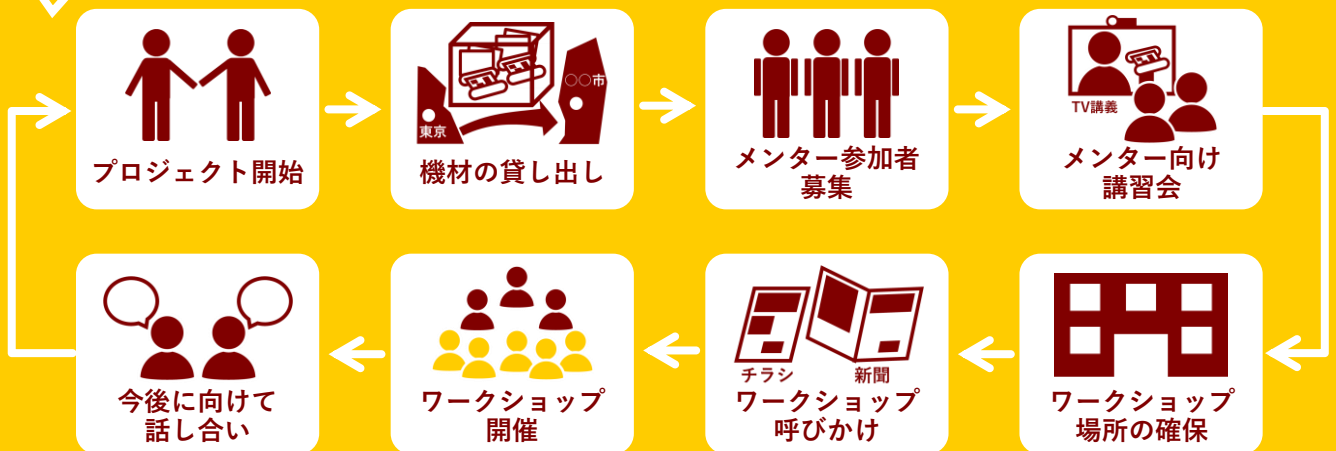 プロジェクト開始
東京
○○市
機材の貸し出し
メンター参加者
募集
TV講義
メンター向け
講習会
ワークショップ
場所の確保
チラシ
新聞
ワークショップ
呼びかけ
ワークショップ
開催
今後に向けて
話し合い